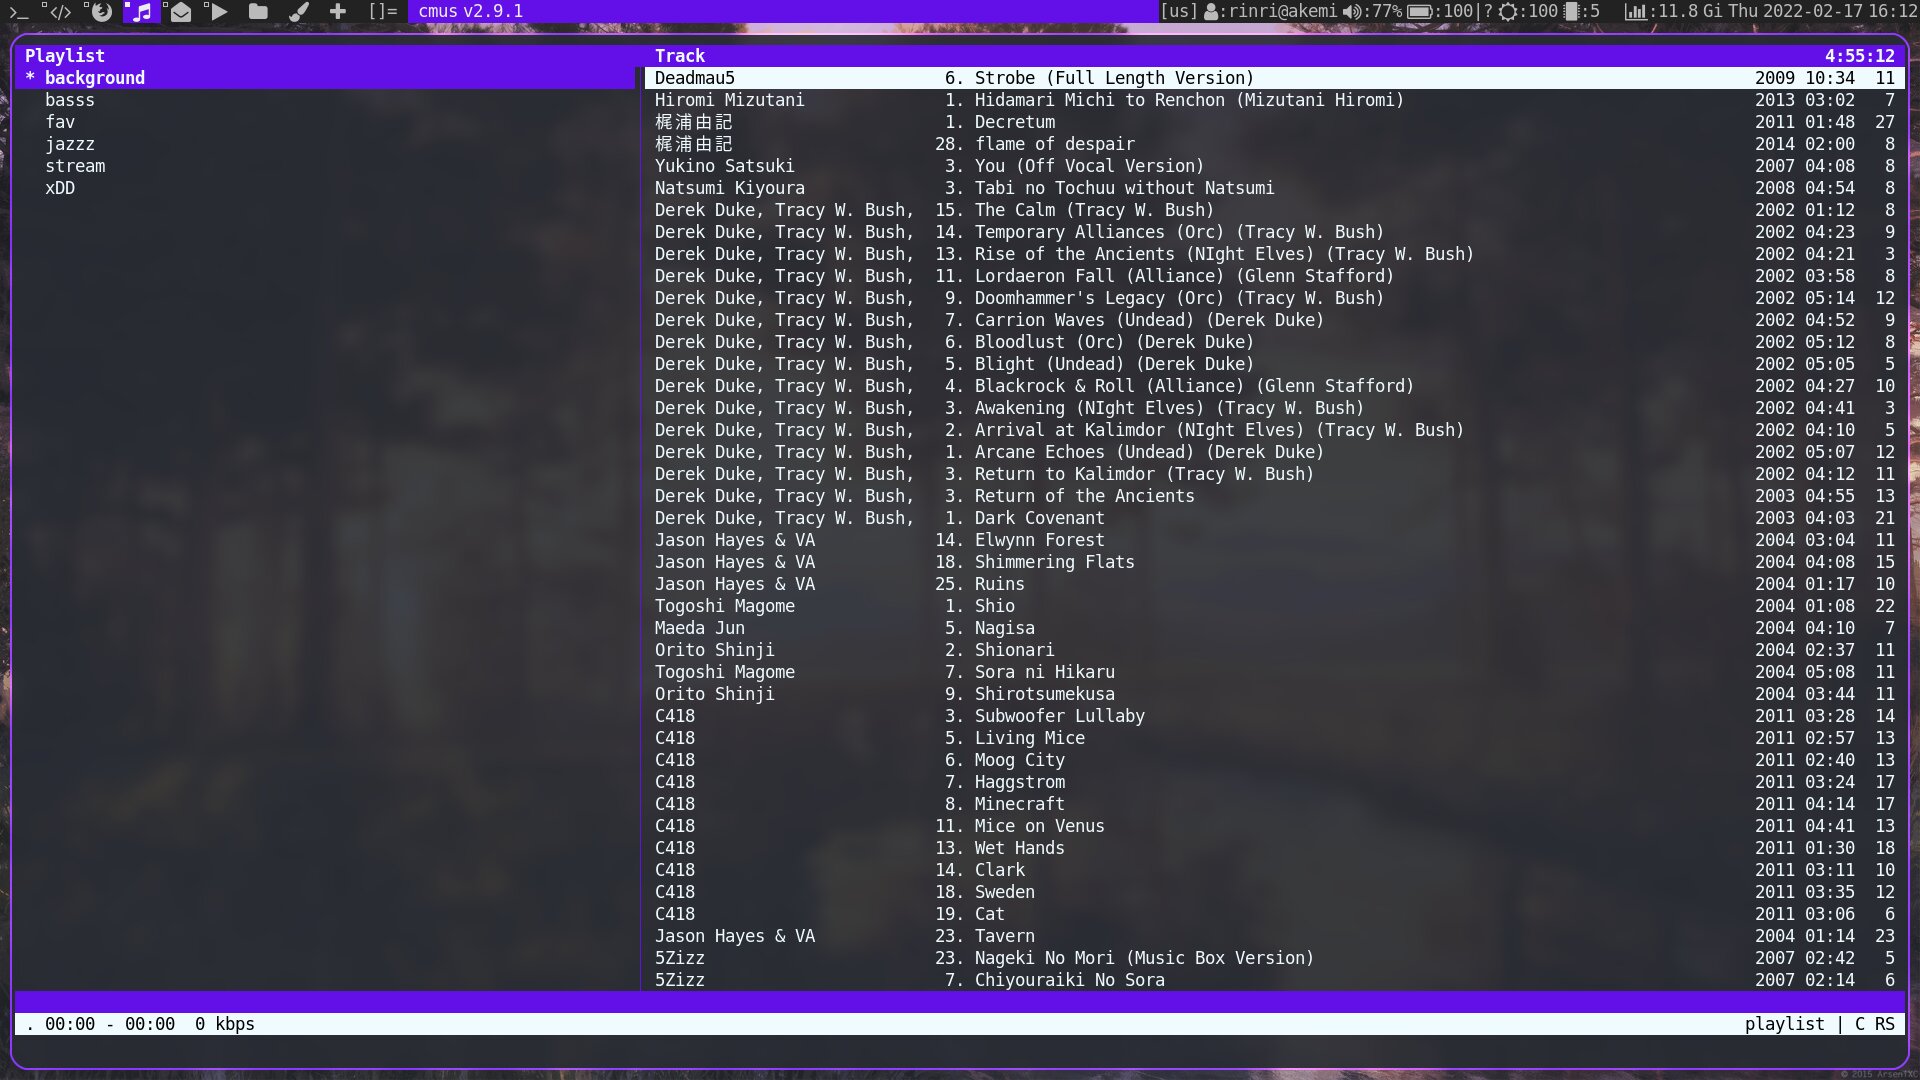 >_ </> []= cmus v2.9.1 [us] :rinri@akemi :77% :100|? :100 :5 :11.8 Gi Thu 2022-02-17 16:12
Playlist Track 4:55:12
* background
basss
fav
jazzz
stream
xDD
Deadmau5 6. Strobe (Full Length Version) 2009 10:34 11
Hiromi Mizutani 1. Hidamari Michi to Renchon (Mizutani Hiromi) 2013 03:02 7
梶浦由記 1. Decretum 2011 01:48 27
梶浦由記 28. flame of despair 2014 02:00 8
Yukino Satsuki 3. You (Off Vocal Version) 2007 04:08 8
Natsumi Kiyoura 3. Tabi no Tochuu without Natsumi 2008 04:54 8
Derek Duke, Tracy W. Bush, 15. The Calm (Tracy W. Bush) 2002 01:12 8
Derek Duke, Tracy W. Bush, 14. Temporary Alliances (Orc) (Tracy W. Bush) 2002 04:23 9
Derek Duke, Tracy W. Bush, 13. Rise of the Ancients (NIght Elves) (Tracy W. Bush) 2002 04:21 3
Derek Duke, Tracy W. Bush, 11. Lordaeron Fall (Alliance) (Glenn Stafford) 2002 03:58 8
Derek Duke, Tracy W. Bush, 9. Doomhammer's Legacy (Orc) (Tracy W. Bush) 2002 05:14 12
Derek Duke, Tracy W. Bush, 7. Carrion Waves (Undead) (Derek Duke) 2002 04:52 9
Derek Duke, Tracy W. Bush, 6. Bloodlust (Orc) (Derek Duke) 2002 05:12 8
Derek Duke, Tracy W. Bush, 5. Blight (Undead) (Derek Duke) 2002 05:05 5
Derek Duke, Tracy W. Bush, 4. Blackrock & Roll (Alliance) (Glenn Stafford) 2002 04:27 10
Derek Duke, Tracy W. Bush, 3. Awakening (NIght Elves) (Tracy W. Bush) 2002 04:41 3
Derek Duke, Tracy W. Bush, 2. Arrival at Kalimdor (NIght Elves) (Tracy W. Bush) 2002 04:10 5
Derek Duke, Tracy W. Bush, 1. Arcane Echoes (Undead) (Derek Duke) 2002 05:07 12
Derek Duke, Tracy W. Bush, 3. Return to Kalimdor (Tracy W. Bush) 2002 04:12 11
Derek Duke, Tracy W. Bush, 3. Return of the Ancients 2003 04:55 13
Derek Duke, Tracy W. Bush, 1. Dark Covenant 2003 04:03 21
Jason Hayes & VA 14. Elwynn Forest 2004 03:04 11
Jason Hayes & VA 18. Shimmering Flats 2004 04:08 15
Jason Hayes & VA 25. Ruins 2004 01:17 10
Togoshi Magome 1. Shio 2004 01:08 22
Maeda Jun 5. Nagisa 2004 04:10 7
Orito Shinji 2. Shionari 2004 02:37 11
Togoshi Magome 7. Sora ni Hikaru 2004 05:08 11
Orito Shinji 9. Shirotsumekusa 2004 03:44 11
C418 3. Subwoofer Lullaby 2011 03:28 14
C418 5. Living Mice 2011 02:57 13
C418 6. Moog City 2011 02:40 13
C418 7. Haggstrom 2011 03:24 17
C418 8. Minecraft 2011 04:14 17
C418 11. Mice on Venus 2011 04:41 13
C418 13. Wet Hands 2011 01:30 18
C418 14. Clark 2011 03:11 10
C418 18. Sweden 2011 03:35 12
C418 19. Cat 2011 03:06 6
Jason Hayes & VA 23. Tavern 2004 01:14 23
5Zizz 23. Nageki No Mori (Music Box Version) 2007 02:42 5
5Zizz 7. Chiyouraiki No Sora 2007 02:14 6
. 00:00 - 00:00 0 kbps playlist | C RS
© 2015 ArsenTXC